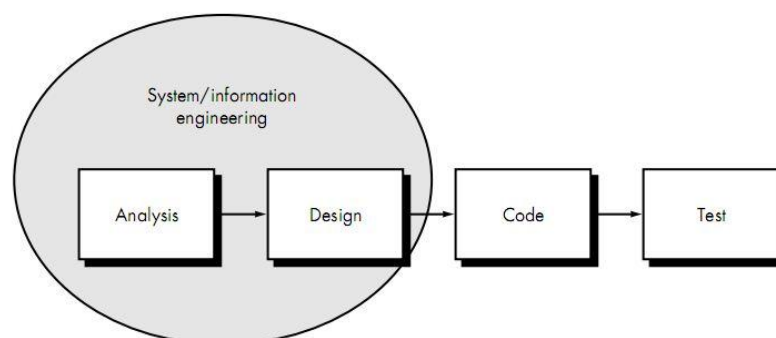 System/information
engineering
Analysis
Design
Code
Test